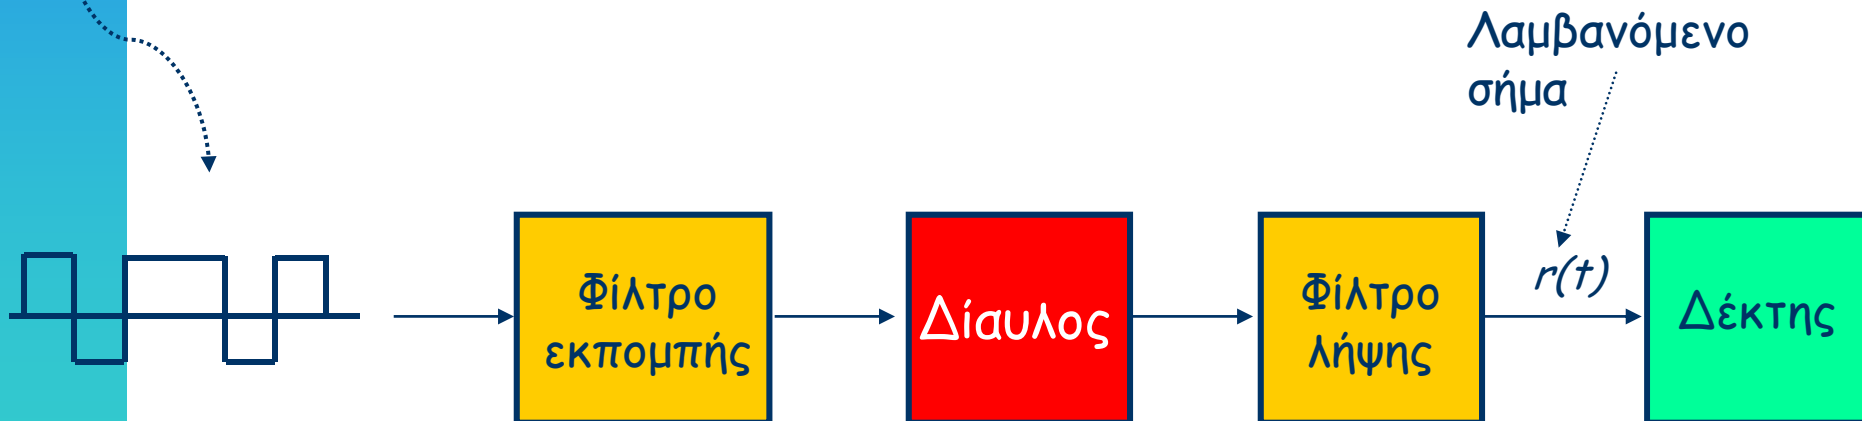 Λαμβανόμενο
σήμα
Φίλτρο
εκπομπής
Δίαυλος
Φίλτρο
λήψης
r(t)
Δέκτης